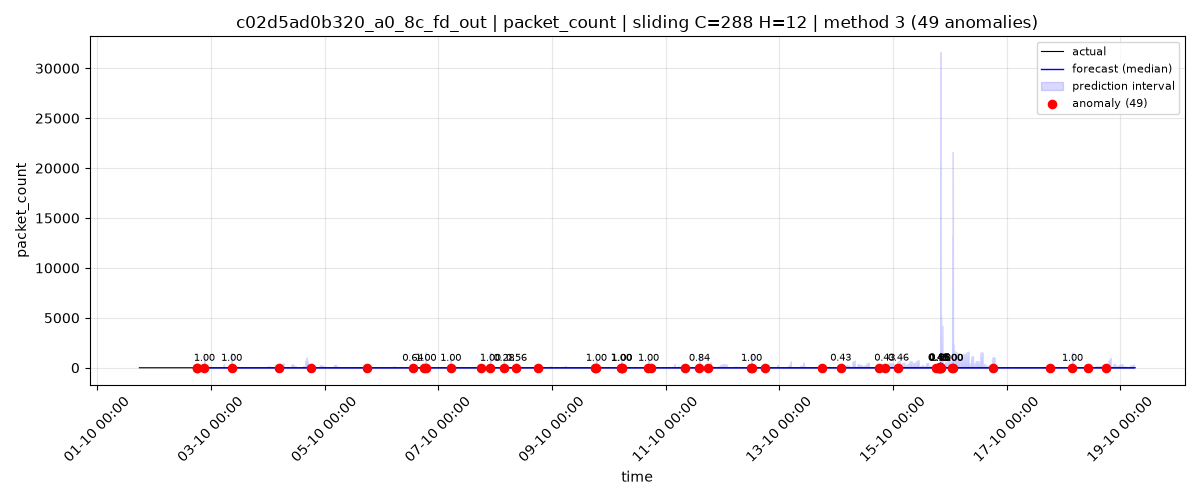 c02d5ad0b320_a0_8c_fd_out | packet_count | sliding C=288 H=12 | method 3 (49 anomalies)
actual
forecast (median)
prediction interval
anomaly (49)
packet_count
30000
25000
20000
15000
10000
5000
0
1.00 1.00 1.00 1.00 0.56 1.00 1.00 1.00 0.84 1.00 0.43 0.46 1.00
01-10 00:00
03-10 00:00
05-10 00:00
07-10 00:00
09-10 00:00
11-10 00:00
13-10 00:00
15-10 00:00
17-10 00:00
19-10 00:00
time